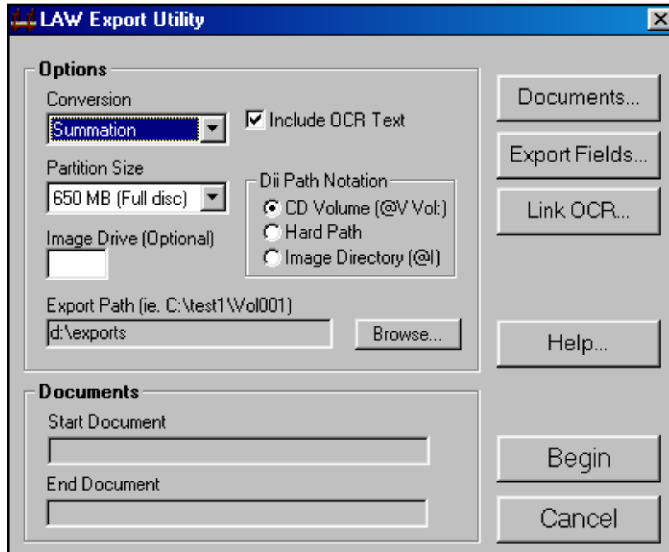 LAW Export Utility
Options
Conversion
Summation
Include OCR Text
Partition Size
650 MB (Full disc)
Dii Path Notation
CD Volume (@V Vol:)
Hard Path
Image Directory (@I)
Image Drive (Optional)
Export Path (ie. C:\test1\Vol001)
d:\exports
Browse...
Documents
Start Document
End Document
Documents...
Export Fields...
Link OCR...
Help...
Begin
Cancel